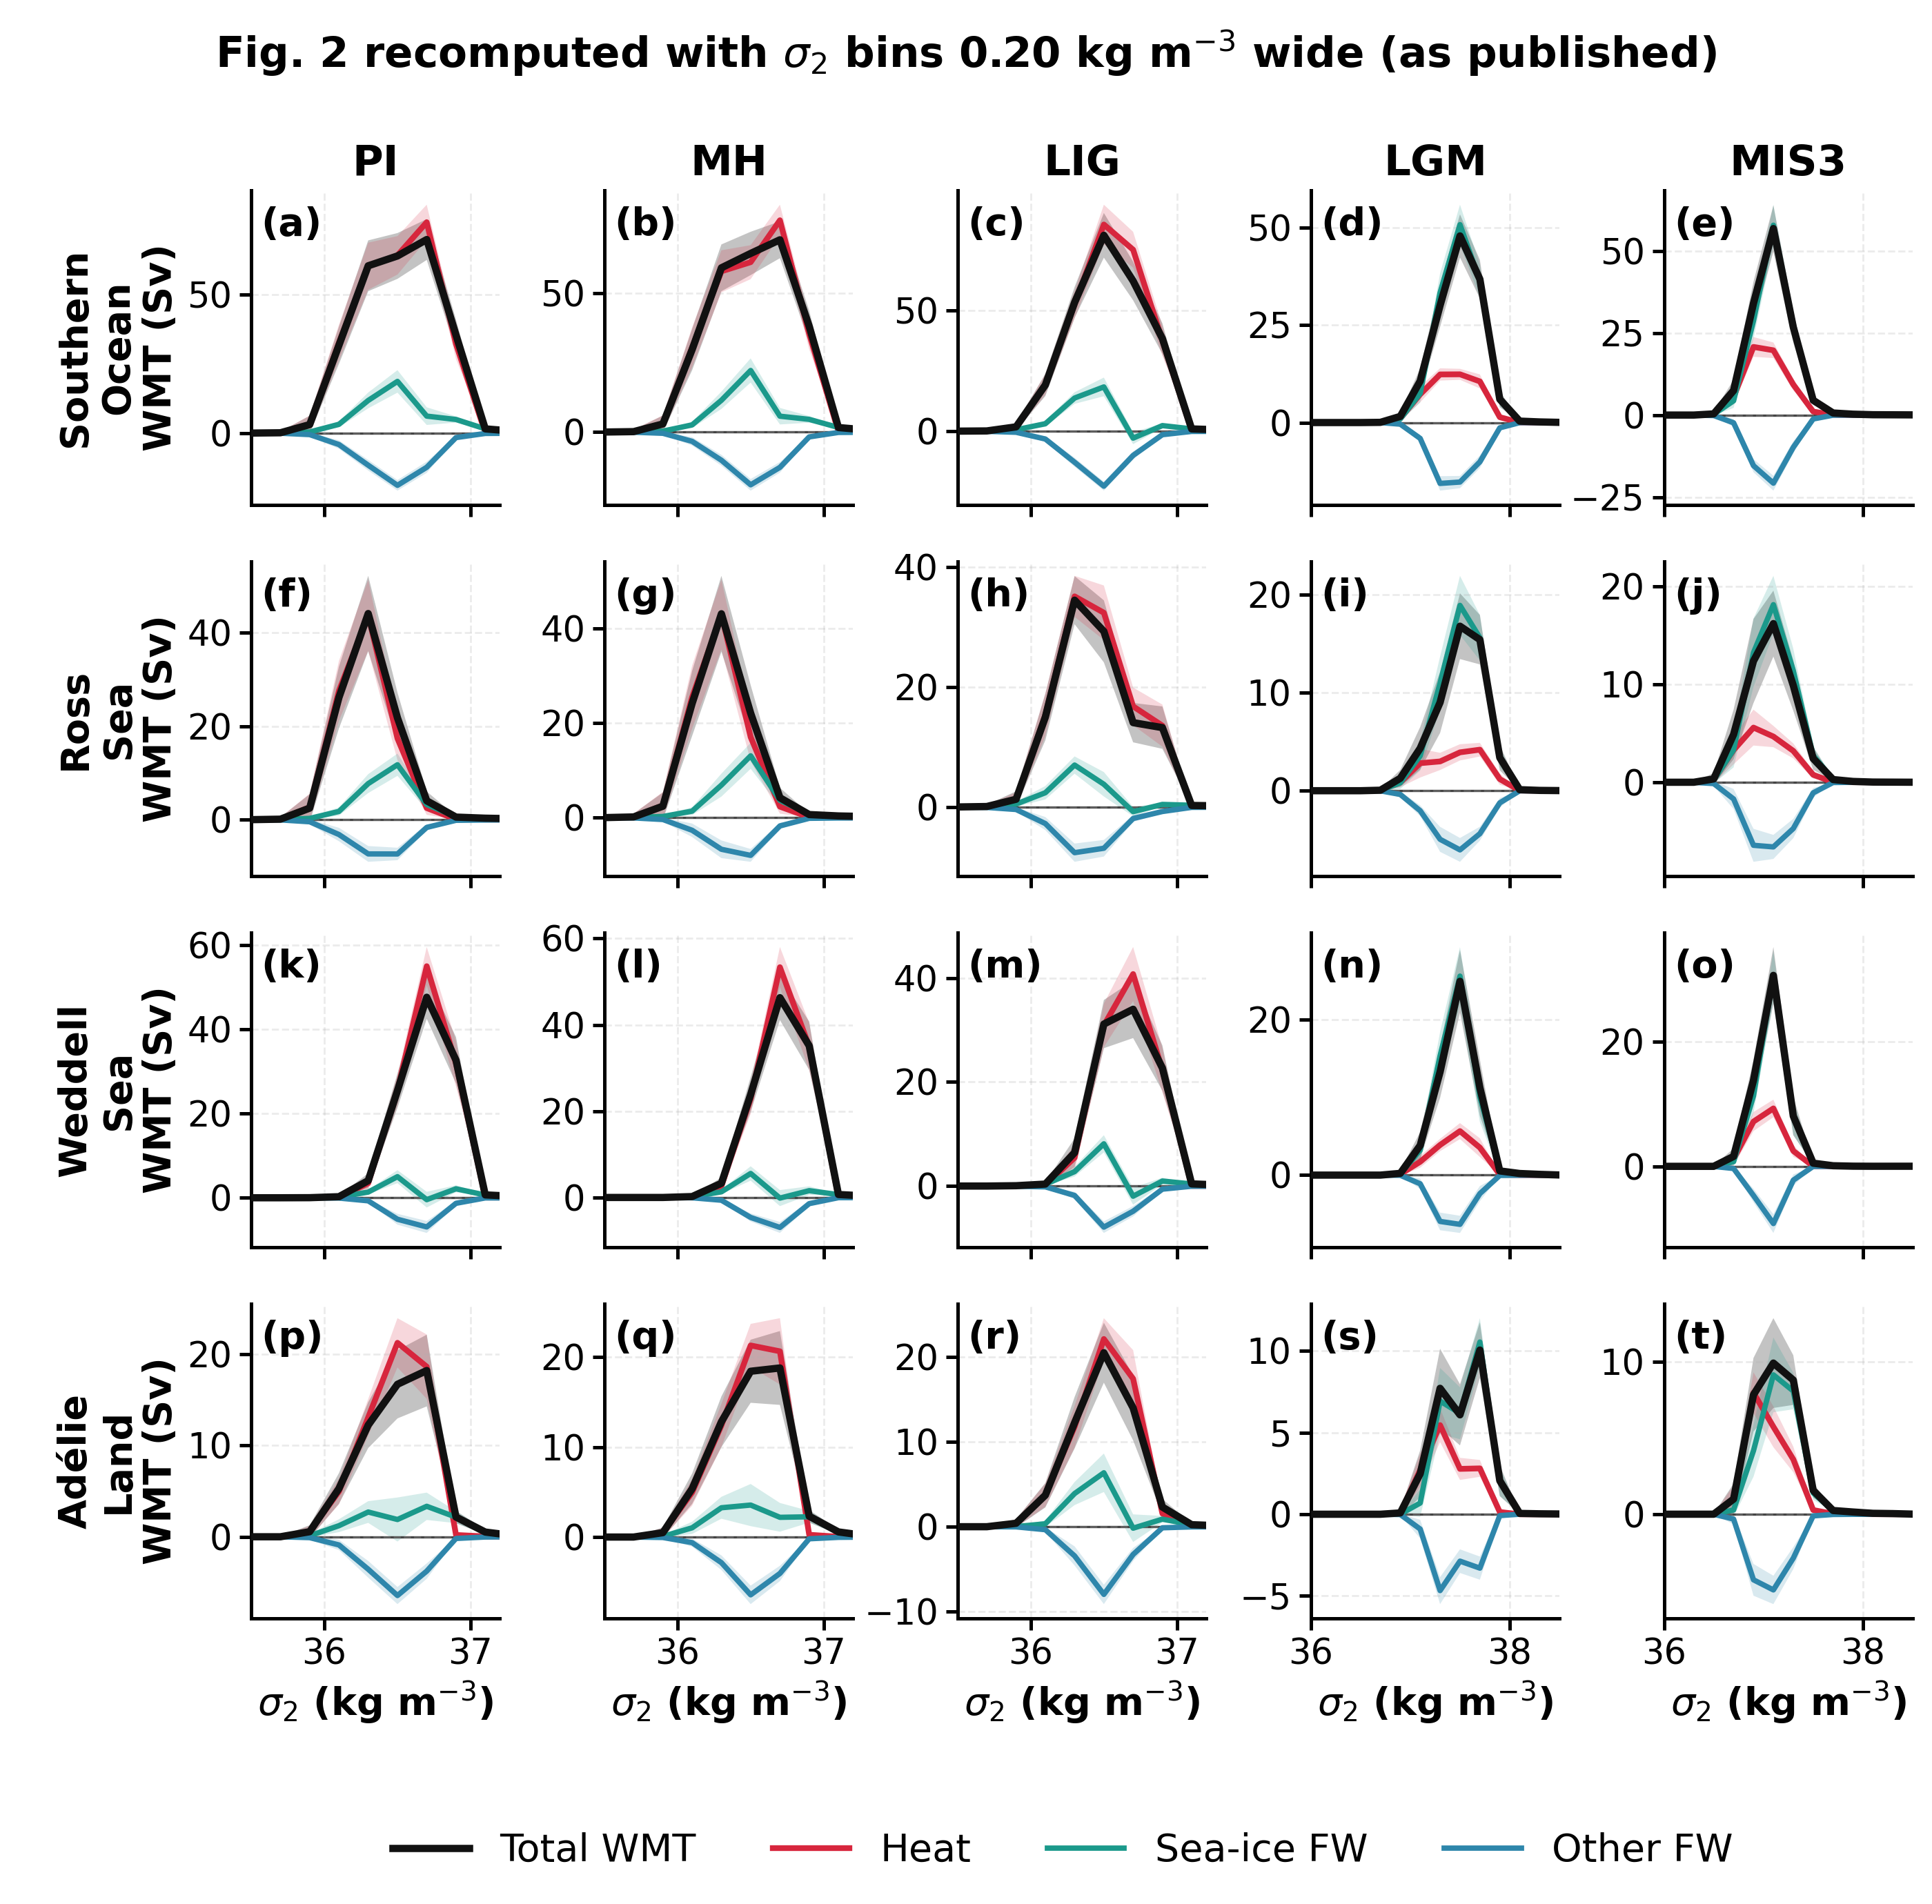 Fig. 2 recomputed with σ₂ bins 0.20 kg m⁻³ wide (as published)
PI MH LIG LGM MIS3
Southern
Ocean
WMT (Sv)
(a) (b) (c) (d) (e)
50
0
50
0
50
0
50
25
0
50
25
0
−25
Ross
Sea
WMT (Sv)
(f) (g) (h) (i) (j)
40
20
0
40
20
0
40
20
0
20
10
0
20
10
0
Weddell
Sea
WMT (Sv)
(k) (l) (m) (n) (o)
60
40
20
0
60
40
20
0
40
20
0
20
0
20
0
Adélie
Land
WMT (Sv)
(p) (q) (r) (s) (t)
20
10
0
20
10
0
20
10
0
−10
10
5
0
−5
10
0
36 37 36 37 36 37 36 38 36 38
σ₂ (kg m⁻³) σ₂ (kg m⁻³) σ₂ (kg m⁻³) σ₂ (kg m⁻³) σ₂ (kg m⁻³)
Total WMT Heat Sea-ice FW Other FW